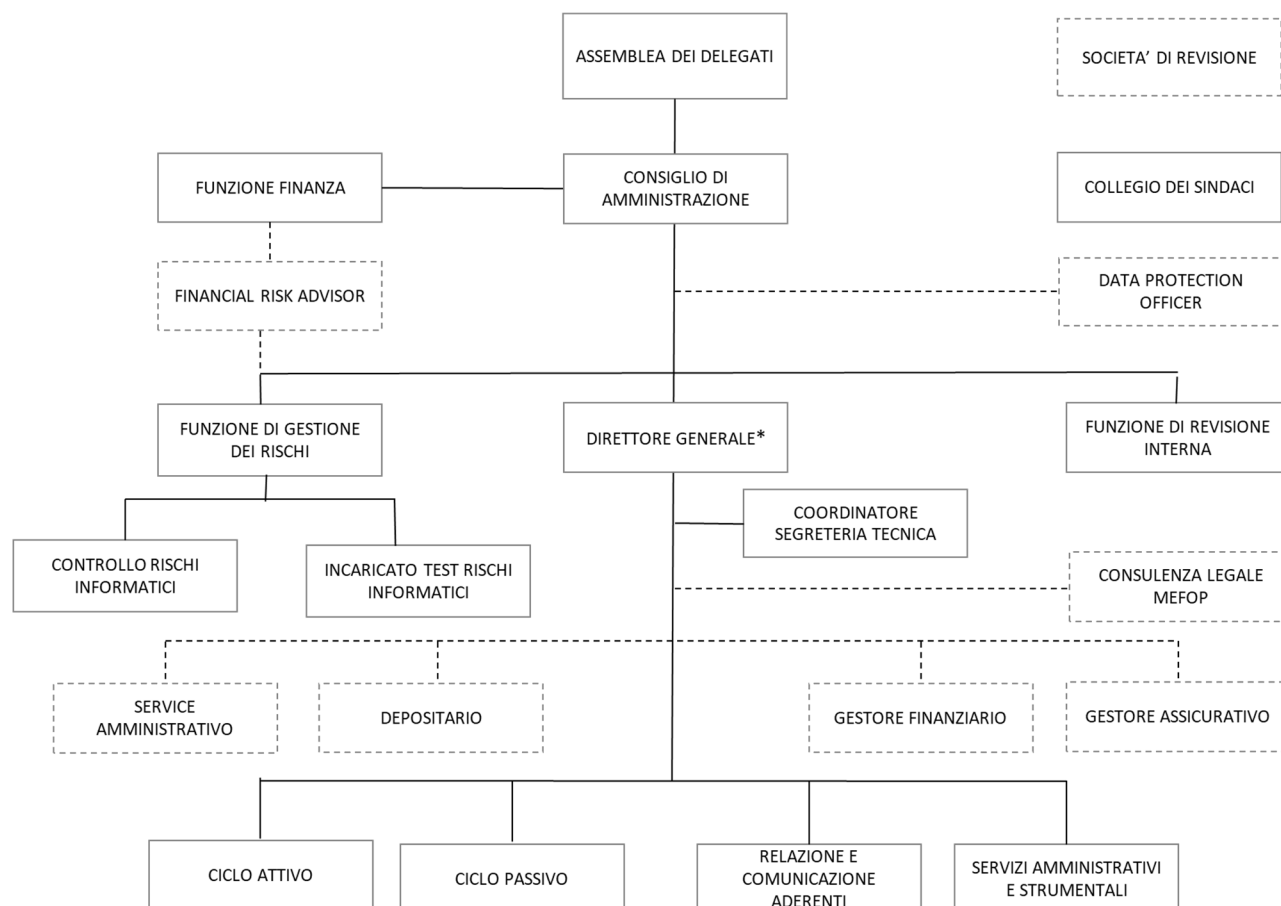 ASSEMBLEA DEI DELEGATI
SOCIETA’ DI REVISIONE
FUNZIONE FINANZA
CONSIGLIO DI
AMMINISTRAZIONE
COLLEGIO DEI SINDACI
FINANCIAL RISK ADVISOR
DATA PROTECTION
OFFICER
FUNZIONE DI GESTIONE
DEI RISCHI
DIRETTORE GENERALE*
FUNZIONE DI REVISIONE
INTERNA
COORDINATORE
SEGRETERIA TECNICA
CONTROLLO RISCHI
INFORMATICI
INCARICATO TEST RISCHI
INFORMATICI
CONSULENZA LEGALE
MEFOP
SERVICE
AMMINISTRATIVO
DEPOSITARIO
GESTORE FINANZIARIO
GESTORE ASSICURATIVO
CICLO ATTIVO
CICLO PASSIVO
RELAZIONE E
COMUNICAZIONE
ADERENTI
SERVIZI AMMINISTRATIVI
E STRUMENTALI